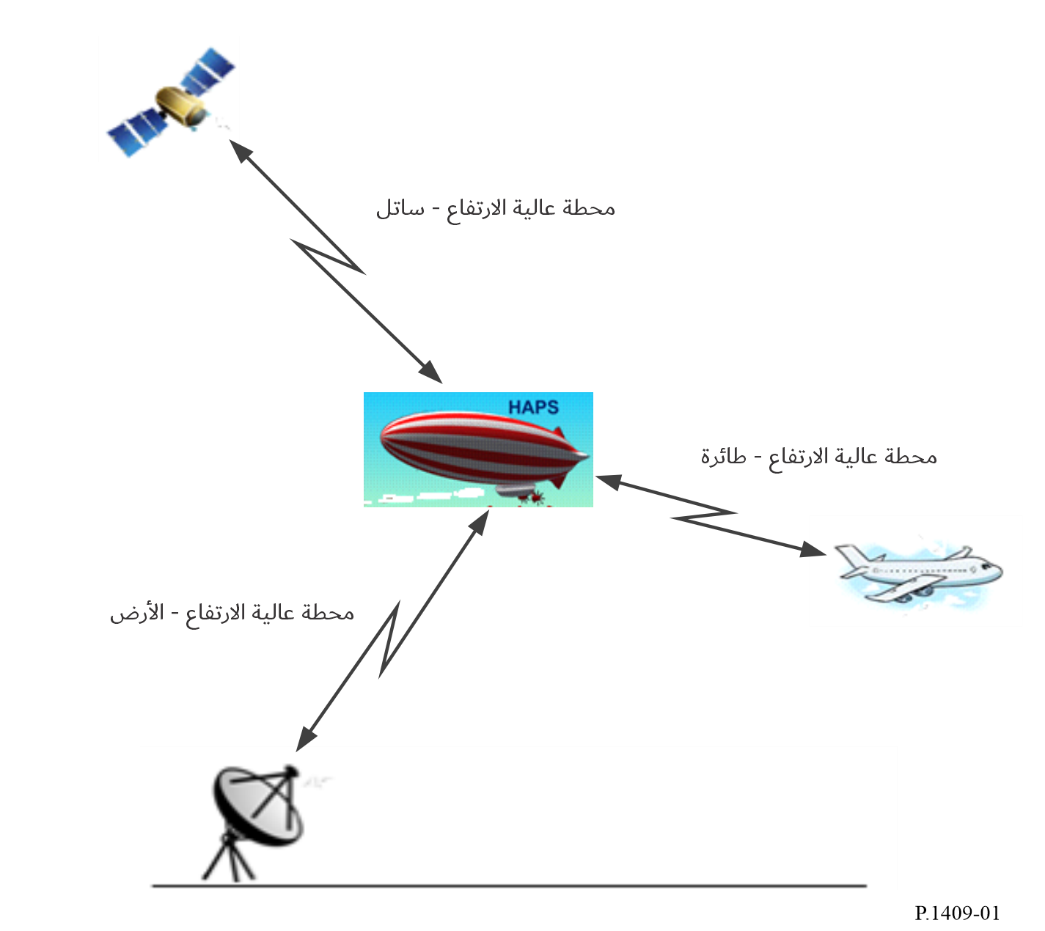 محطة عالية الارتفاع - ساتل
HAPS
محطة عالية الارتفاع - طائرة
محطة عالية الارتفاع - الأرض
P.1409-01